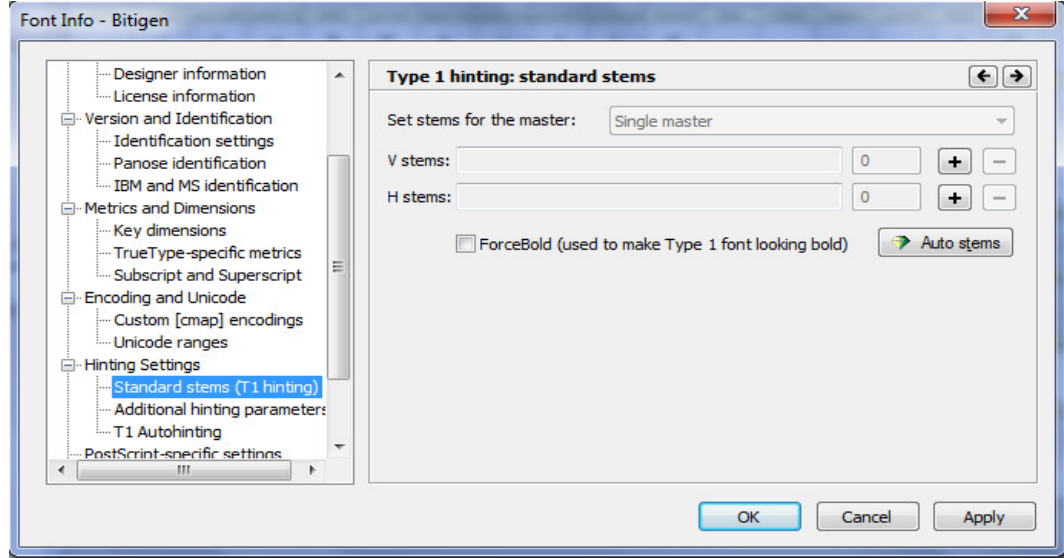 Font Info - Bitigen
Designer information
License information
Version and Identification
Identification settings
Panose identification
IBM and MS identification
Metrics and Dimensions
Key dimensions
TrueType-specific metrics
Subscript and Superscript
Encoding and Unicode
Custom [cmap] encodings
Unicode ranges
Hinting Settings
Standard stems (T1 hinting)
Additional hinting parameters
T1 Autohinting
PostScript-specific settings
Type 1 hinting: standard stems
Set stems for the master: Single master
V stems: 0
H stems: 0
ForceBold (used to make Type 1 font looking bold) Auto stems
OK Cancel Apply